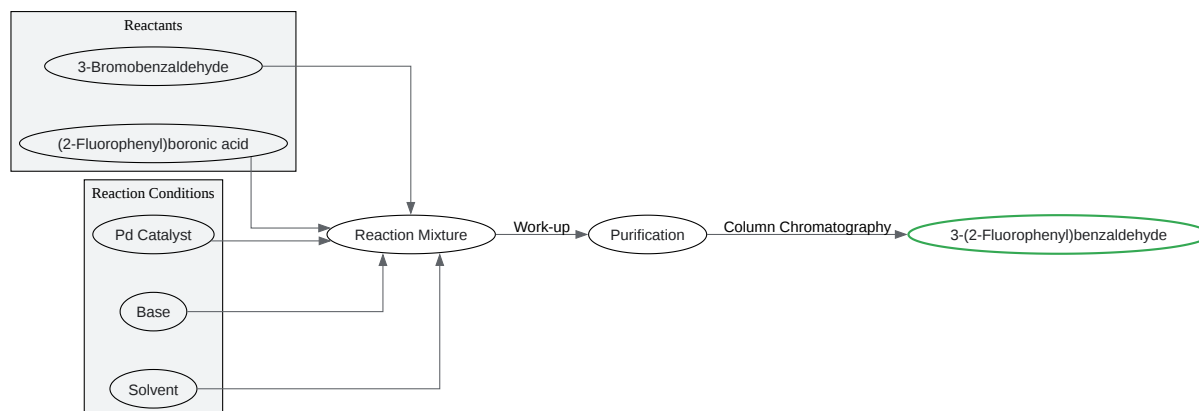 Reactants
3-Bromobenzaldehyde
(2-Fluorophenyl)boronic acid
Reaction Conditions
Pd Catalyst
Base
Solvent
Reaction Mixture
Work-up
Purification
Column Chromatography
3-(2-Fluorophenyl)benzaldehyde